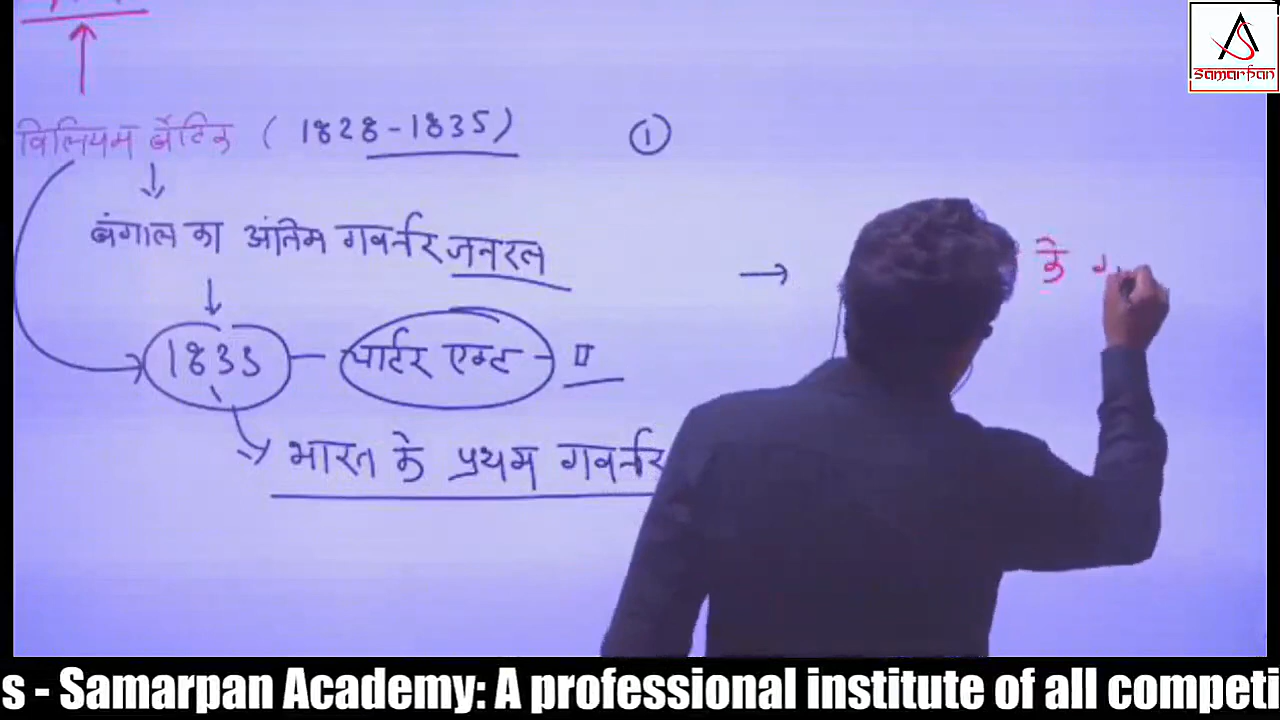 विलियम बेंटिक ( 1828-1835)
①
बंगाल का अंतिम गवर्नर जनरल
→ के
1833 - चार्टर एक्ट - II
भारत के प्रथम गवर्नर
SAMARPAN
s - Samarpan Academy: A professional institute of all competi